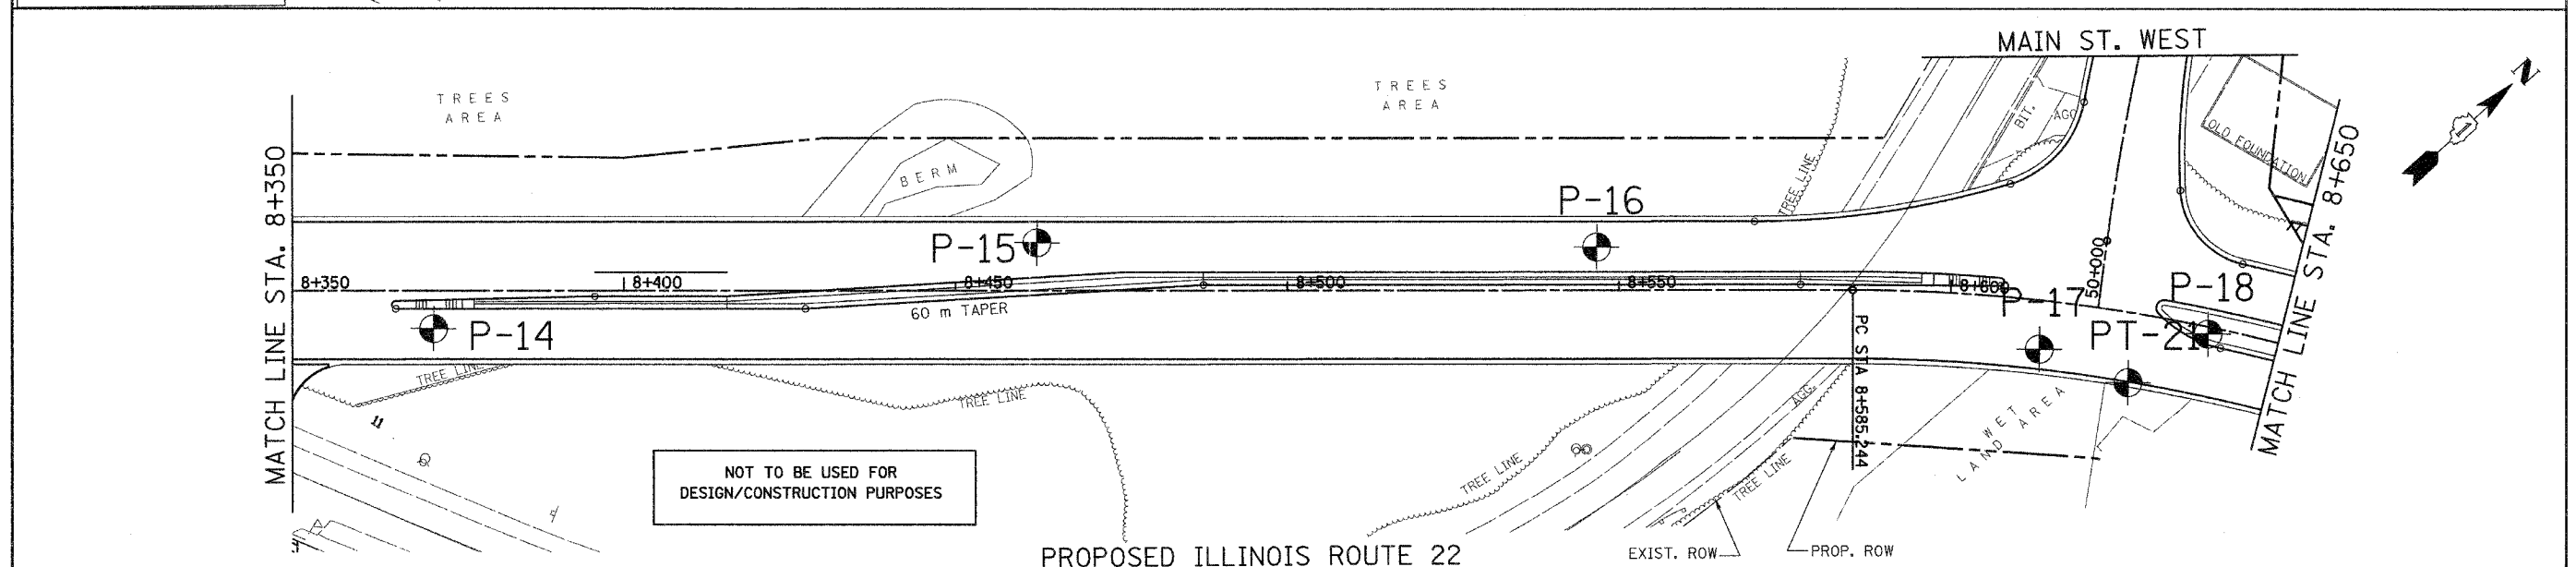 MAIN ST. WEST
N
TREES
AREA
TREES
AREA
BIT.
AGG
OLD FOUNDATION
BERM
TREE LINE
MATCH LINE STA. 8+350
MATCH LINE STA. 8+650
P-16
P-15
50+000
8+350
8+400
8+450
8+500
8+550
8+600
P-17
P-18
60 m TAPER
P-14
PT-21
PC STA 8+585.244
TREE LINE
TREE LINE
AGG.
WET
LAND AREA
NOT TO BE USED FOR
DESIGN/CONSTRUCTION PURPOSES
TREE LINE
TREE LINE
EXIST. ROW
PROP. ROW
PROPOSED ILLINOIS ROUTE 22